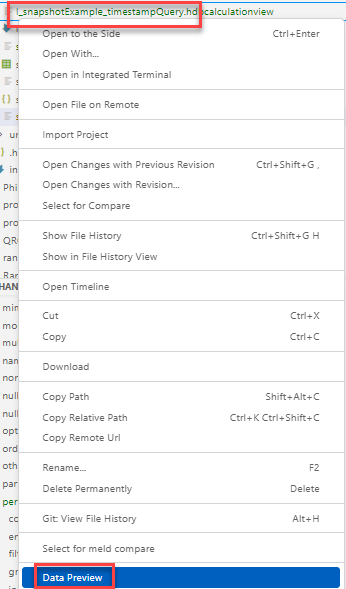 I_snapshotExample_timestampQuery.hdbcalculationview
Open to the Side Ctrl+Enter
Open With...
Open in Integrated Terminal
Open File on Remote
Import Project
Open Changes with Previous Revision Ctrl+Shift+G ,
Open Changes with Revision...
Select for Compare
Show File History Ctrl+Shift+G H
Show in File History View
Open Timeline
Cut Ctrl+X
Copy Ctrl+C
Download
Copy Path Shift+Alt+C
Copy Relative Path Ctrl+K Ctrl+Shift+C
Copy Remote Url
Rename... F2
Delete Permanently Delete
Git: View File History Alt+H
Select for meld compare
Data Preview